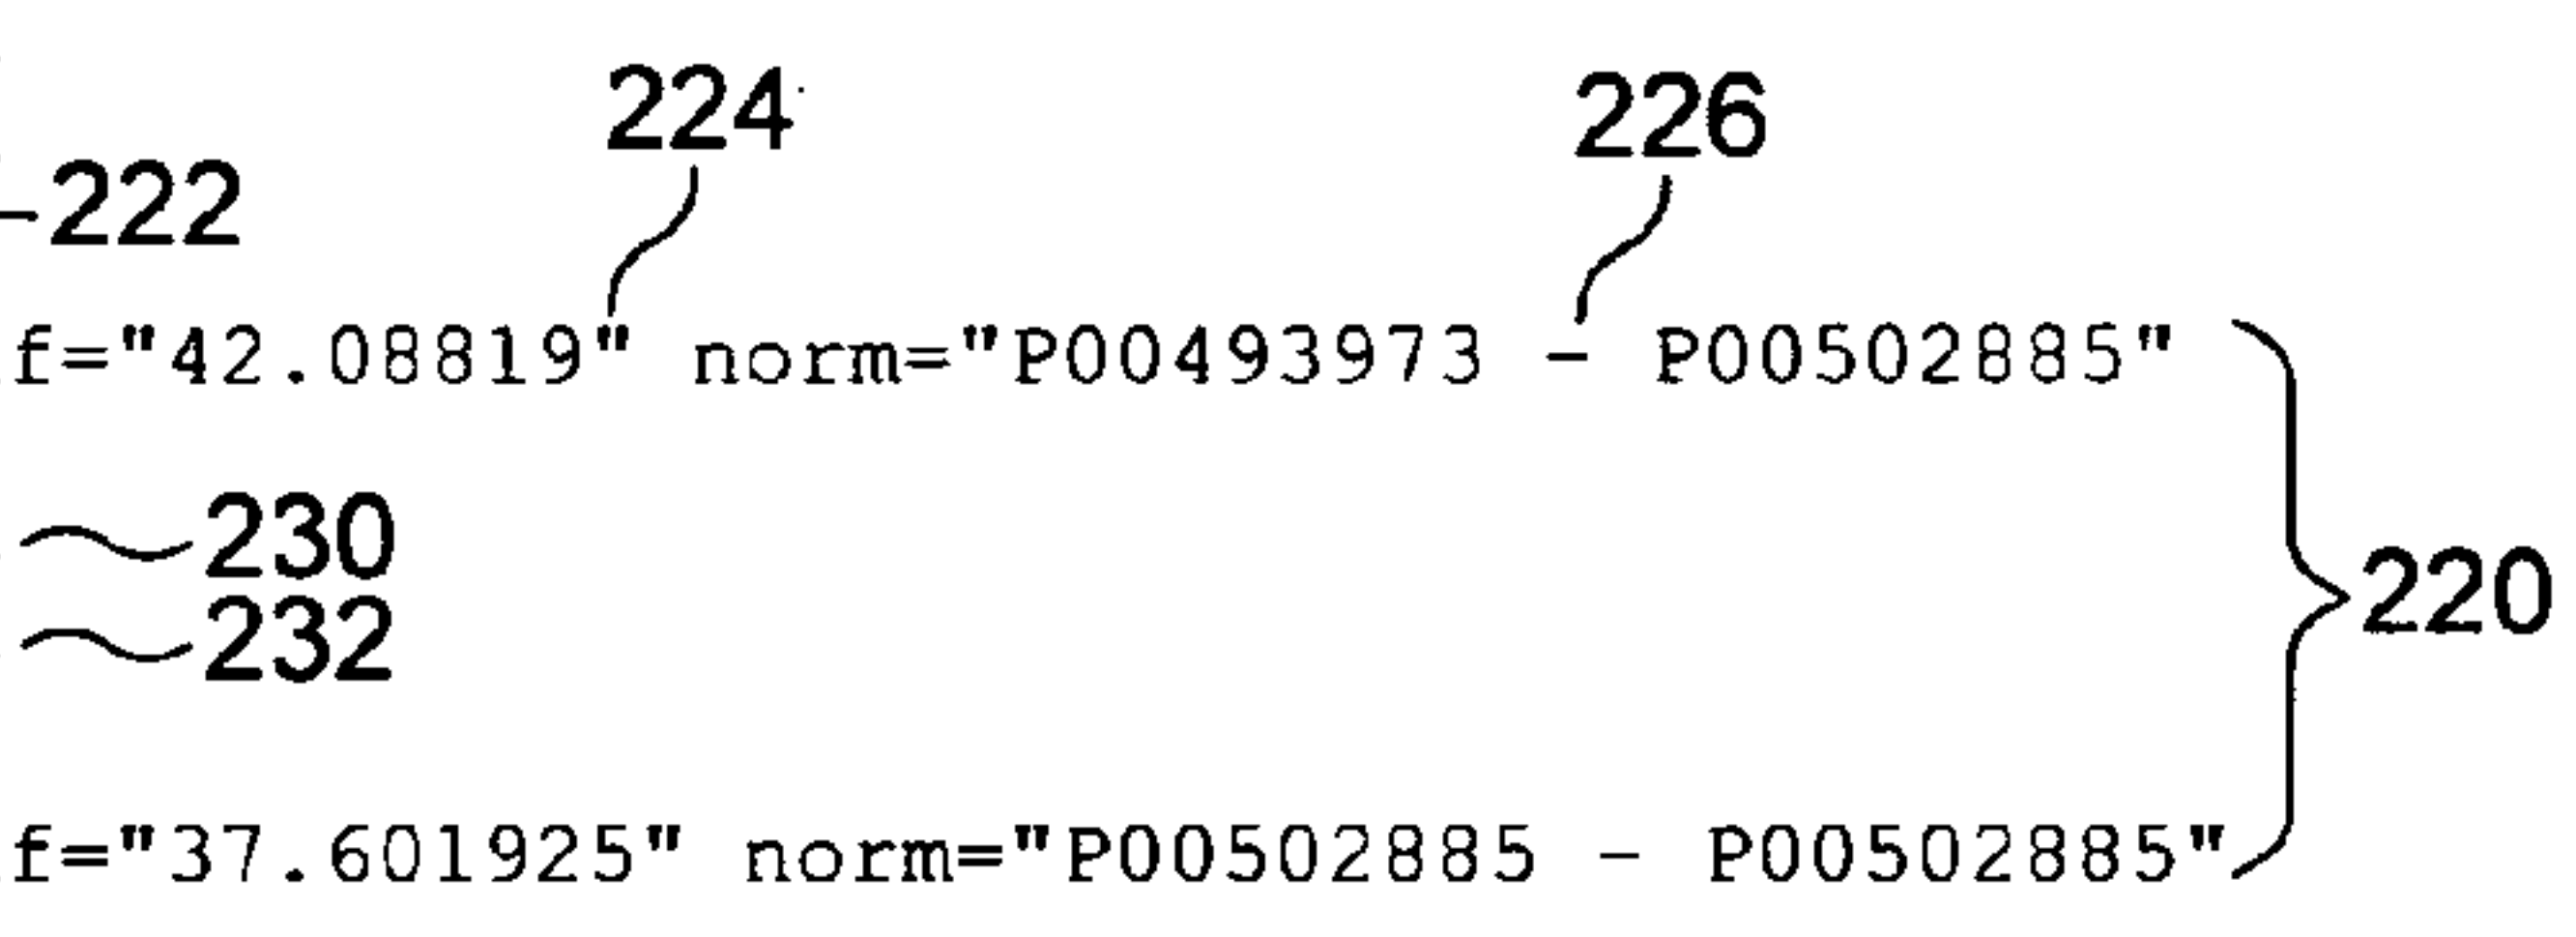 224 226
222
f="42.08819" norm="P00493973 - P00502885"
230
220
232
f="37.601925" norm="P00502885 - P00502885"